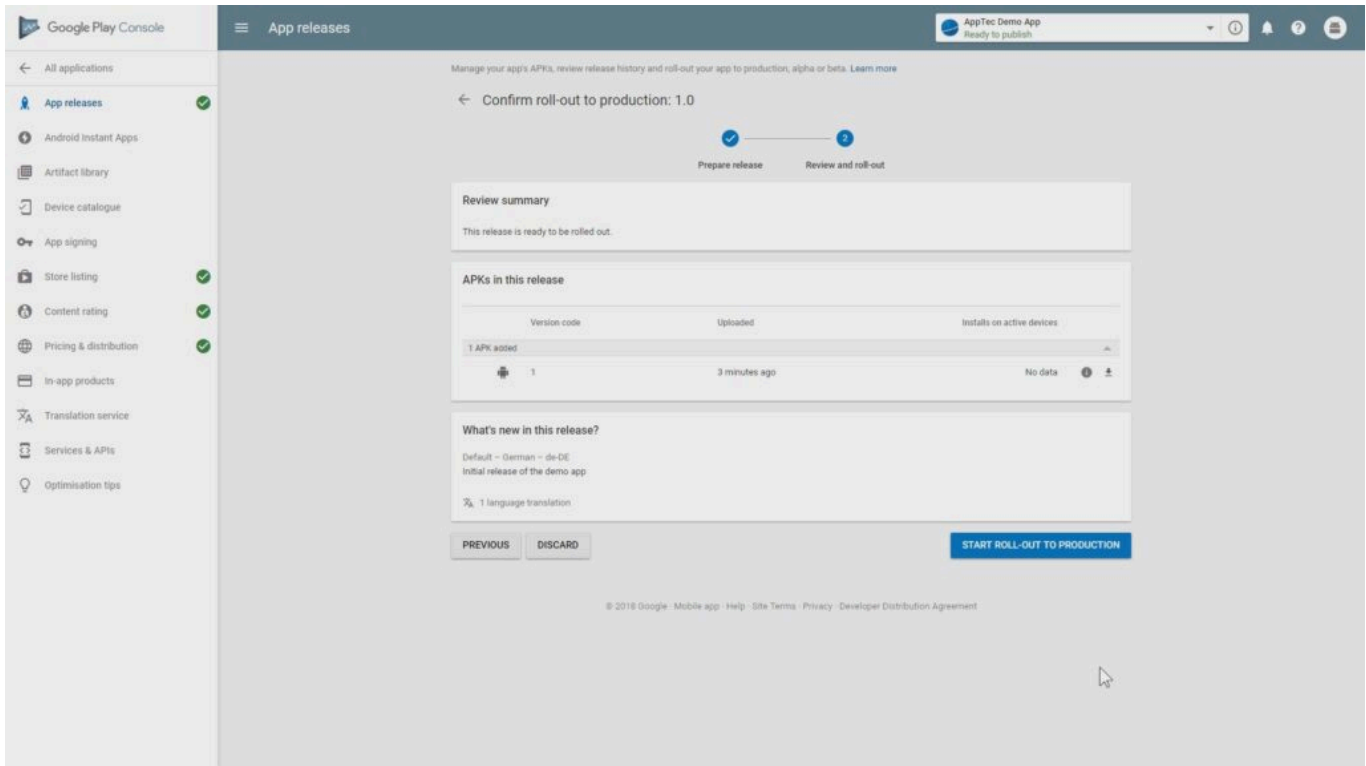 Google Play Console
App releases
AppTec Demo App
Ready to publish
All applications
App releases
Android Instant Apps
Artifact library
Device catalogue
App signing
Store listing
Content rating
Pricing & distribution
In-app products
Translation service
Services & APIs
Optimisation tips
Manage your app's APKs, review release history and roll-out your app to production, alpha or beta. Learn more
Confirm roll-out to production: 1.0
2
Prepare release Review and roll-out
Review summary
This release is ready to be rolled out.
APKs in this release
Version code Uploaded Installs on active devices
1 APK added
1 3 minutes ago No data
What's new in this release?
Default – German – de-DE
Initial release of the demo app
1 language translation
PREVIOUS DISCARD START ROLL-OUT TO PRODUCTION
© 2018 Google · Mobile app · Help · Site Terms · Privacy · Developer Distribution Agreement